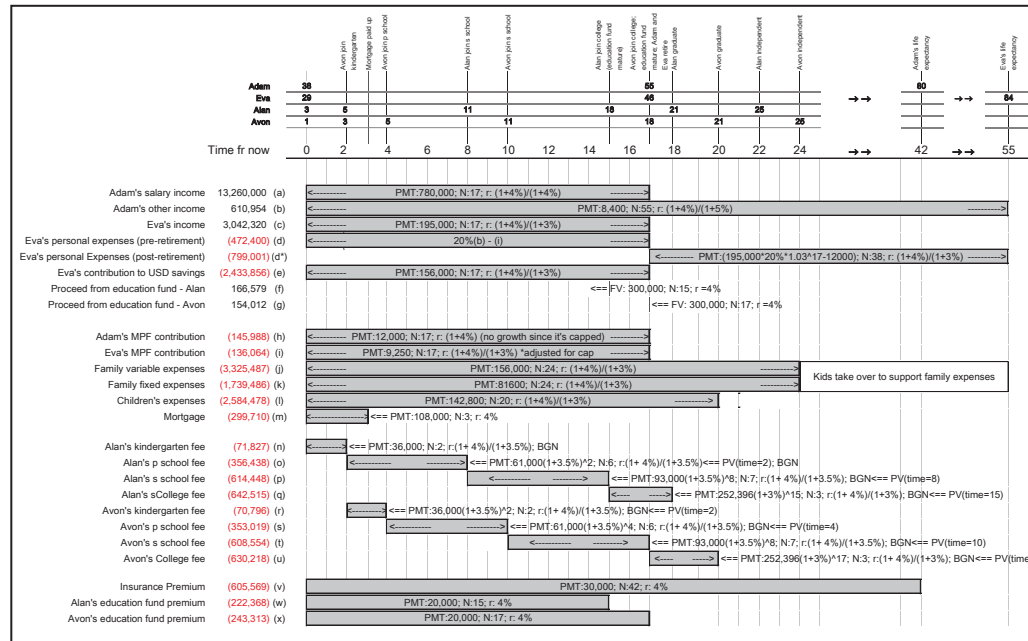 Avon join kindergarten
Mortgage paid up
Avon join p school
Alan join s school
Avon join s school
Alan join college (education fund mature)
Avon join college; education fund mature; Adam and Eva retire
Alan graduate
Avon graduate
Alan independent
Avon independent
Adam's life expectancy
Eva's life expectancy
Adam 38 55 80
Eva 29 46 84
Alan 3 5 11 18 21 25
Avon 1 3 5 11 18 21 25
Time fr now 0 2 4 6 8 10 12 14 16 18 20 22 24 →→ 42 →→ 55
Adam's salary income 13,260,000 (a) <---------- PMT:780,000; N:17; r: (1+4%)/(1+4%) ---------->
Adam's other income 610,954 (b) <---------- PMT:8,400; N:55; r: (1+4%)/(1+5%) ---------->
Eva's income 3,042,320 (c) <---------- PMT:195,000; N:17; r: (1+4%)/(1+3%) ---------->
Eva's personal expenses (pre-retirement) (472,400) (d) <---------- 20%(b) - (i) ---------->
Eva's personal Expenses (post-retirement) (799,001) (d*) <---------- PMT:(195,000*20%*1.03^17-12000); N:38; r: (1+4%)/(1+3%) ---------->
Eva's contribution to USD savings (2,433,856) (e) <---------- PMT:156,000; N:17; r: (1+4%)/(1+3%) ---------->
Proceed from education fund - Alan 166,579 (f) <== FV: 300,000; N:15; r =4%
Proceed from education fund - Avon 154,012 (g) <== FV: 300,000; N:17; r =4%
Adam's MPF contribution (145,988) (h) <---------- PMT:12,000; N:17; r: (1+4%) (no growth since it's capped) ---------->
Eva's MPF contribution (136,064) (i) <---------- PMT:9,250; N:17; r: (1+4%)/(1+3%) *adjusted for cap ---------->
Family variable expenses (3,325,487) (j) <---------- PMT:156,000; N:24; r: (1+4%)/(1+3%) ---------->
Family fixed expenses (1,739,486) (k) <---------- PMT:81600; N:24; r: (1+4%)/(1+3%) ---------->
Kids take over to support family expenses
Children's expenses (2,584,478) (l) <---------- PMT:142,800; N:20; r: (1+4%)/(1+3%) ---------->
Mortgage (299,710) (m) <----------> <== PMT:108,000; N:3; r: 4%
Alan's kindergarten fee (71,827) (n) <----------> <== PMT:36,000; N:2; r:(1+ 4%)/(1+3.5%); BGN
Alan's p school fee (356,438) (o) <---------- ----------> <== PMT:61,000(1+3.5%)^2; N:6; r:(1+ 4%)/(1+3.5%)<== PV(time=2); BGN
Alan's s school fee (614,448) (p) <---------- ----------> <== PMT:93,000(1+3.5%)^8; N:7; r:(1+ 4%)/(1+3.5%); BGN<== PV(time=8)
Alan's sCollege fee (642,515) (q) <---- -----> <== PMT:252,396(1+3%)^15; N:3; r:(1+ 4%)/(1+3%); BGN<== PV(time=15)
Avon's kindergarten fee (70,796) (r) <----------> <== PMT:36,000(1+3.5%)^2; N:2; r:(1+ 4%)/(1+3.5%); BGN<== PV(time=2)
Avon's p school fee (353,019) (s) <---------- ----------> <== PMT:61,000(1+3.5%)^4; N:6; r:(1+ 4%)/(1+3.5%); BGN<== PV(time=4)
Avon's s school fee (608,554) (t) <---------- ----------> <== PMT:93,000(1+3.5%)^8; N:7; r:(1+ 4%)/(1+3.5%); BGN<== PV(time=10)
Avon's College fee (630,218) (u) <---- -----> <== PMT:252,396(1+3%)^17; N:3; r:(1+ 4%)/(1+3%); BGN<== PV(time
Insurance Premium (605,569) (v) PMT:30,000; N:42; r: 4%
Alan's education fund premium (222,368) (w) PMT:20,000; N:15; r: 4%
Avon's education fund premium (243,313) (x) PMT:20,000; N:17; r: 4%